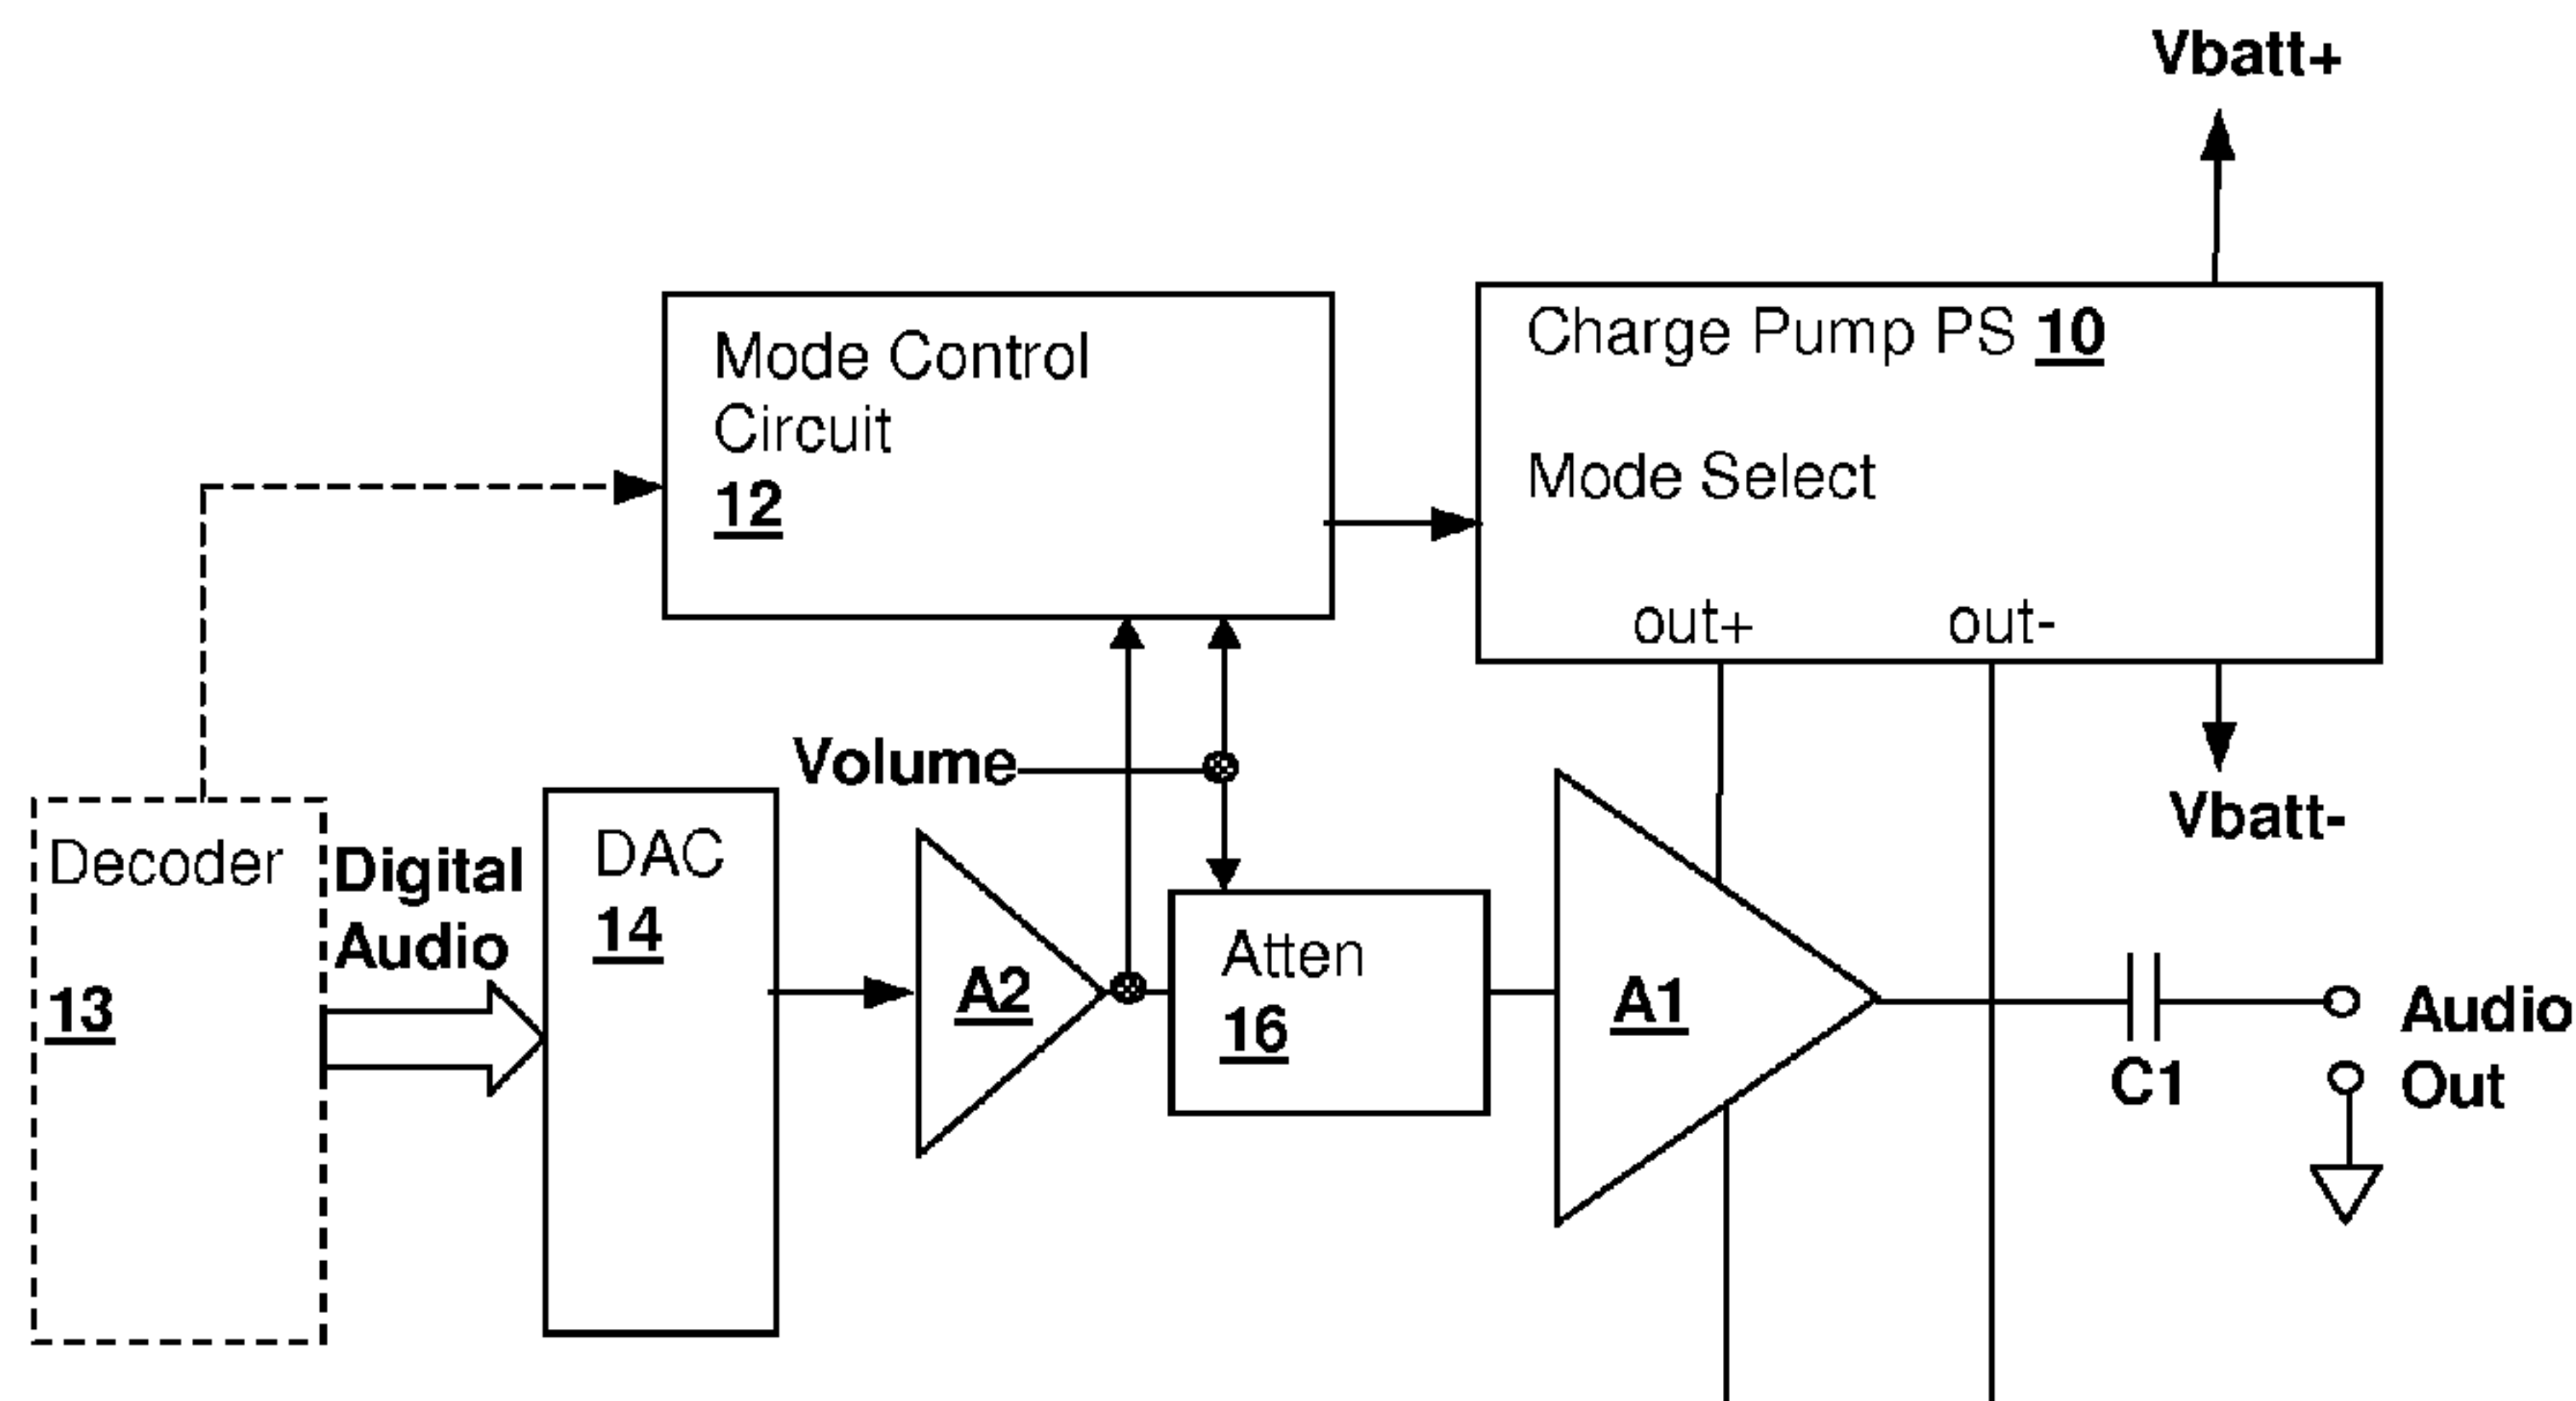 Vbatt+
Mode Control
Circuit
12
Charge Pump PS 10
Mode Select
out+ out-
Volume
Vbatt-
Decoder
13
Digital
Audio
DAC
14
A2
Atten
16
A1
C1
Audio
Out